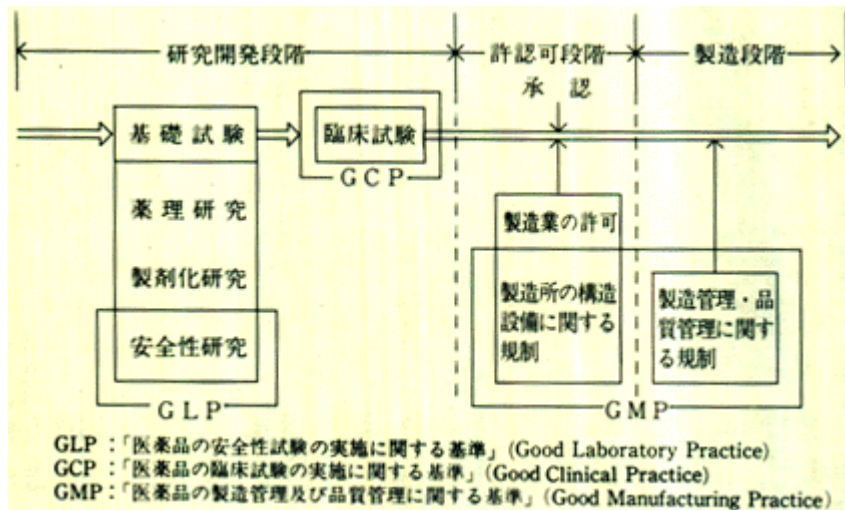 研究開発段階
許認可段階
製造段階
承 認
基 礎 試 験
臨床試験
GCP
薬 理 研 究
製造業の許可
製剤化研究
製造所の構造
設備に関する
規制
製造管理・品
質管理に関す
る規制
安全性研究
GLP
GMP
GLP：「医薬品の安全性試験の実施に関する基準」(Good Laboratory Practice)
GCP：「医薬品の臨床試験の実施に関する基準」(Good Clinical Practice)
GMP：「医薬品の製造管理及び品質管理に関する基準」(Good Manufacturing Practice)